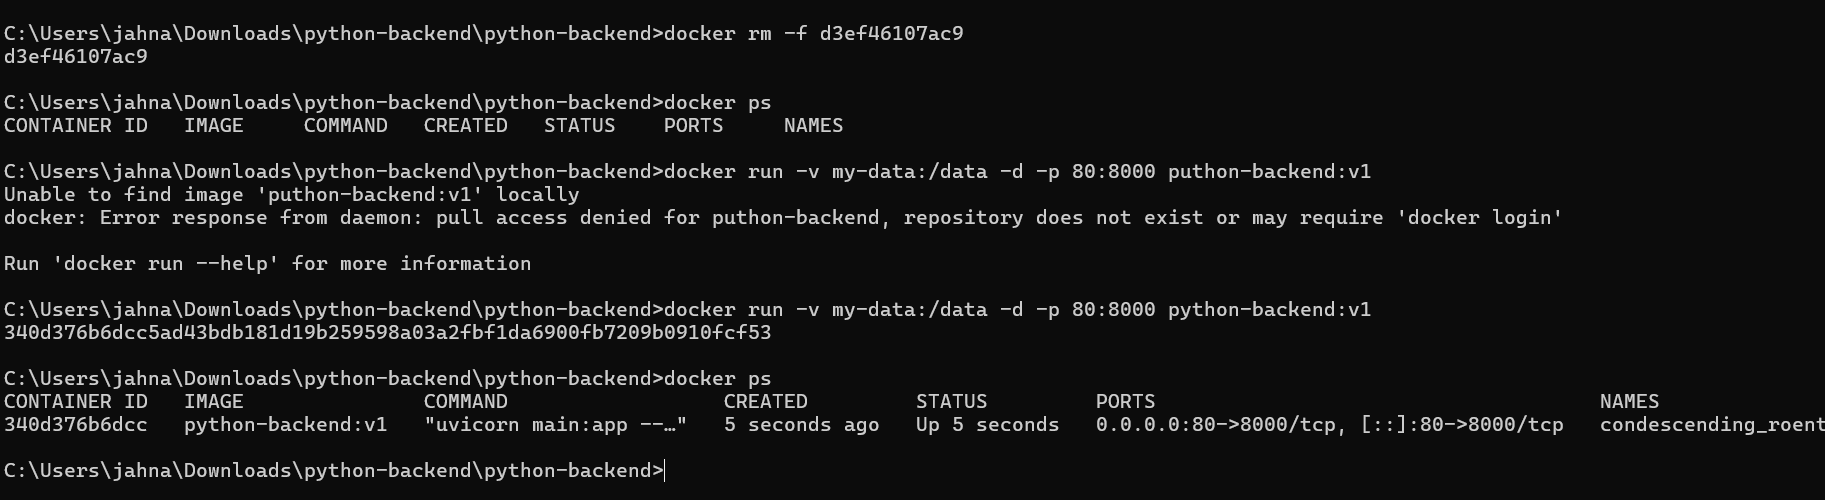 C:\Users\jahna\Downloads\python-backend\python-backend>docker rm -f d3ef46107ac9
d3ef46107ac9
C:\Users\jahna\Downloads\python-backend\python-backend>docker ps
CONTAINER ID   IMAGE     COMMAND   CREATED   STATUS    PORTS     NAMES
C:\Users\jahna\Downloads\python-backend\python-backend>docker run -v my-data:/data -d -p 80:8000 puthon-backend:v1
Unable to find image 'puthon-backend:v1' locally
docker: Error response from daemon: pull access denied for puthon-backend, repository does not exist or may require 'docker login'
Run 'docker run --help' for more information
C:\Users\jahna\Downloads\python-backend\python-backend>docker run -v my-data:/data -d -p 80:8000 python-backend:v1
340d376b6dcc5ad43bdb181d19b259598a03a2fbf1da6900fb7209b0910fcf53
C:\Users\jahna\Downloads\python-backend\python-backend>docker ps
CONTAINER ID   IMAGE               COMMAND                  CREATED         STATUS         PORTS                                     NAMES
340d376b6dcc   python-backend:v1   "uvicorn main:app --…"   5 seconds ago   Up 5 seconds   0.0.0.0:80->8000/tcp, [::]:80->8000/tcp   condescending_roent
C:\Users\jahna\Downloads\python-backend\python-backend>